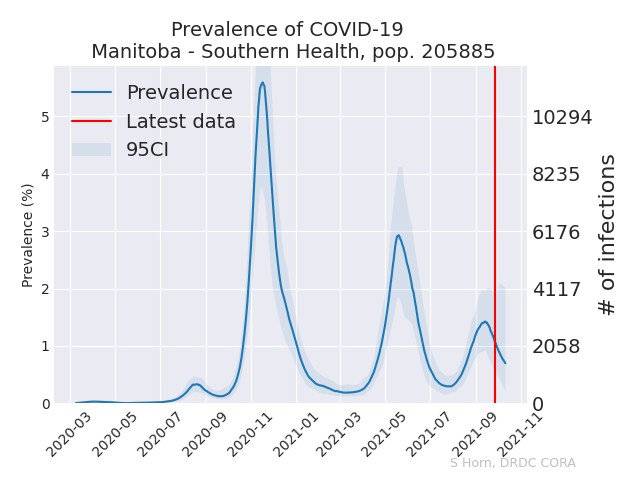 Prevalence of COVID-19
Manitoba - Southern Health, pop. 205885
Prevalence
Latest data
95CI
Prevalence (%)
5
4
3
2
1
0
10294
8235
6176
4117
2058
0
# of infections
2020-03
2020-05
2020-07
2020-09
2020-11
2021-01
2021-03
2021-05
2021-07
2021-09
2021-11
S Horn, DRDC CORA